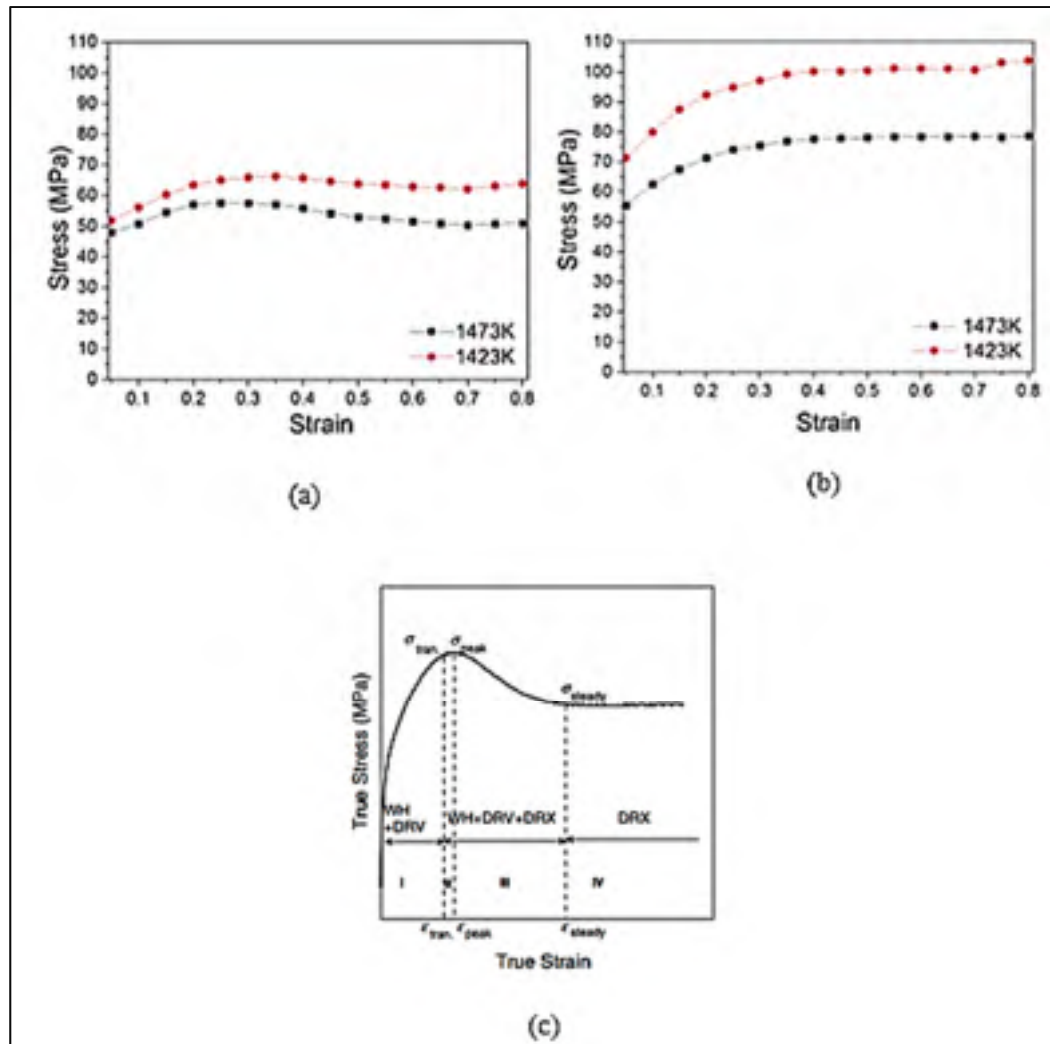 110
100
90
80
70
60
50
40
30
20
10
0
Stress (MPa)
1473K
1423K
0.1 0.2 0.3 0.4 0.5 0.6 0.7 0.8
Strain
(a)
110
100
90
80
70
60
50
40
30
20
10
0
Stress (MPa)
1473K
1423K
0.1 0.2 0.3 0.4 0.5 0.6 0.7 0.8
Strain
(b)
True Stress (MPa)
σtran. σpeak
σsteady
WH
+DRV
WH+DRV+DRX
DRX
I II III IV
εtran. εpeak εsteady
True Strain
(c)